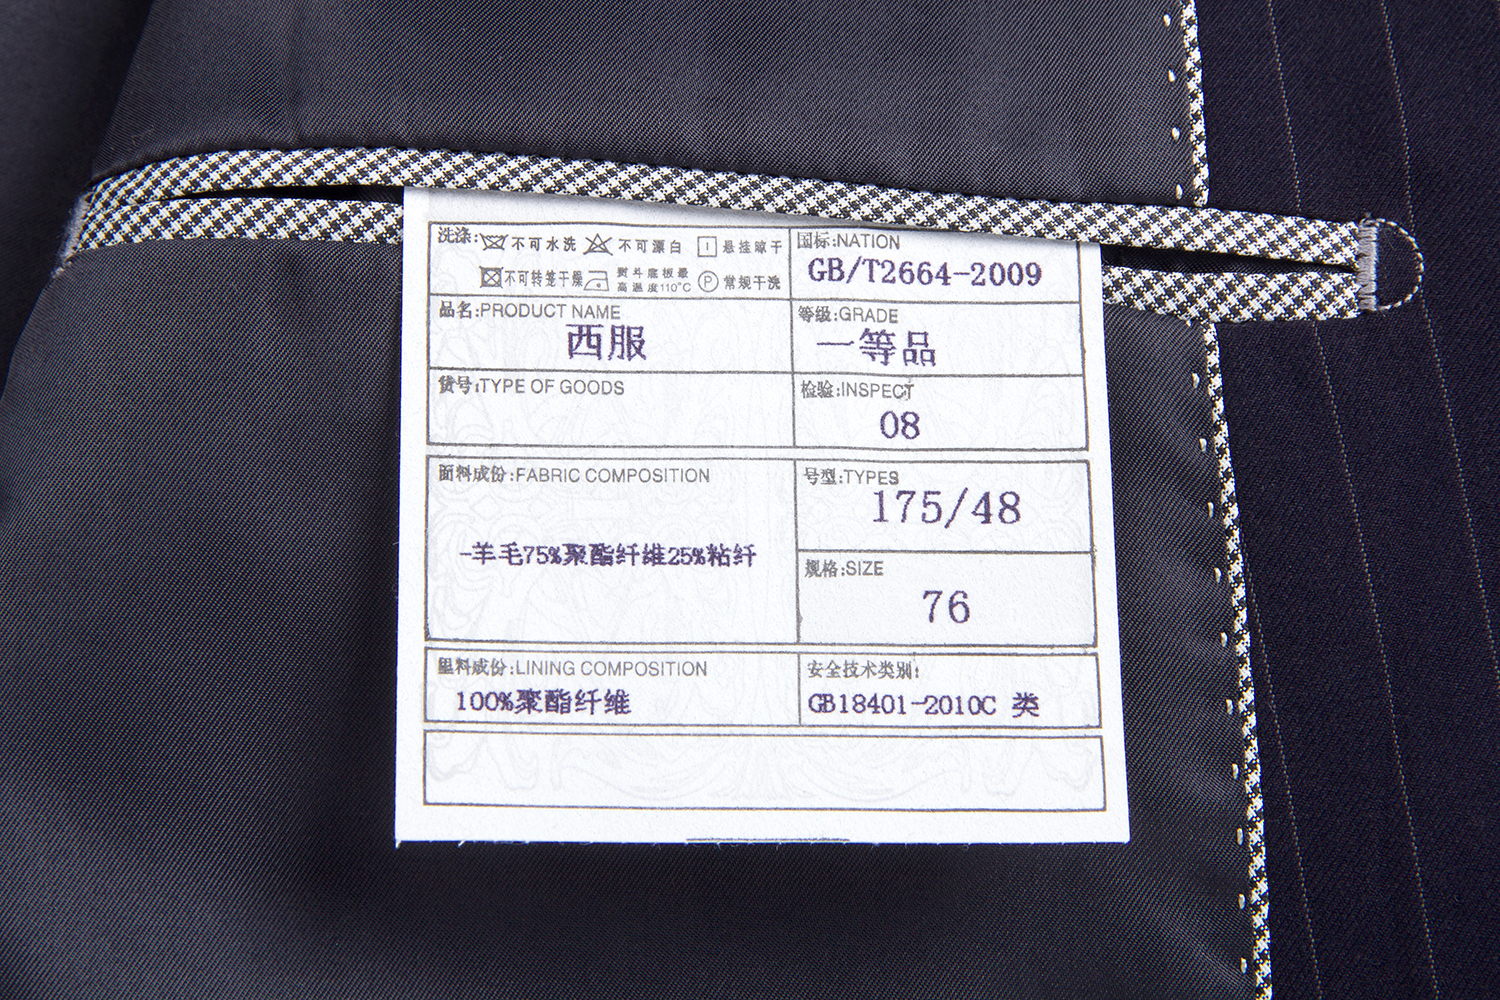 洗涤: 不可水洗 不可漂白 悬挂晾干
不可转笼干燥 熨斗底板最高温度110°C P 常规干洗
国标:NATION
GB/T2664-2009
品名:PRODUCT NAME
西服
等级:GRADE
一等品
货号:TYPE OF GOODS
检验:INSPECT
08
面料成份:FABRIC COMPOSITION
-羊毛75%聚酯纤维25%粘纤
号型:TYPES
175/48
规格:SIZE
76
里料成份:LINING COMPOSITION
100%聚酯纤维
安全技术类别:
GB18401-2010C 类